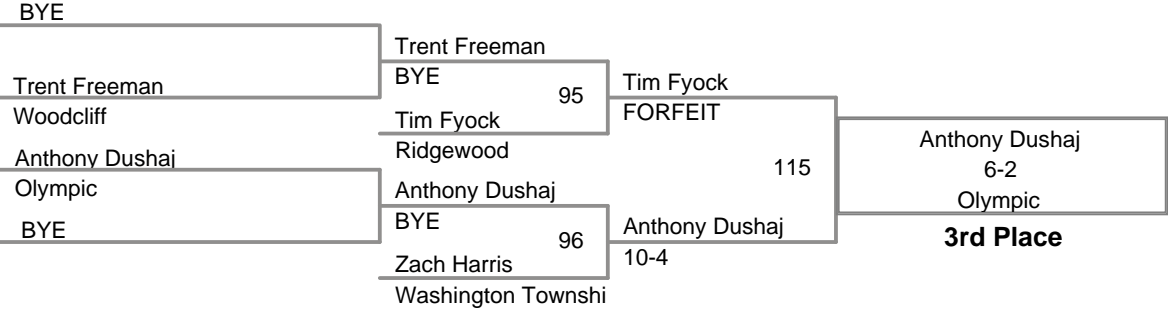 BYE
Trent Freeman
Woodcliff
Anthony Dushaj
Olympic
BYE
Trent Freeman
BYE
95
Tim Fyock
Ridgewood
Anthony Dushaj
BYE
96
Zach Harris
Washington Townshi
Tim Fyock
FORFEIT
115
Anthony Dushaj
10-4
Anthony Dushaj
6-2
Olympic
3rd Place